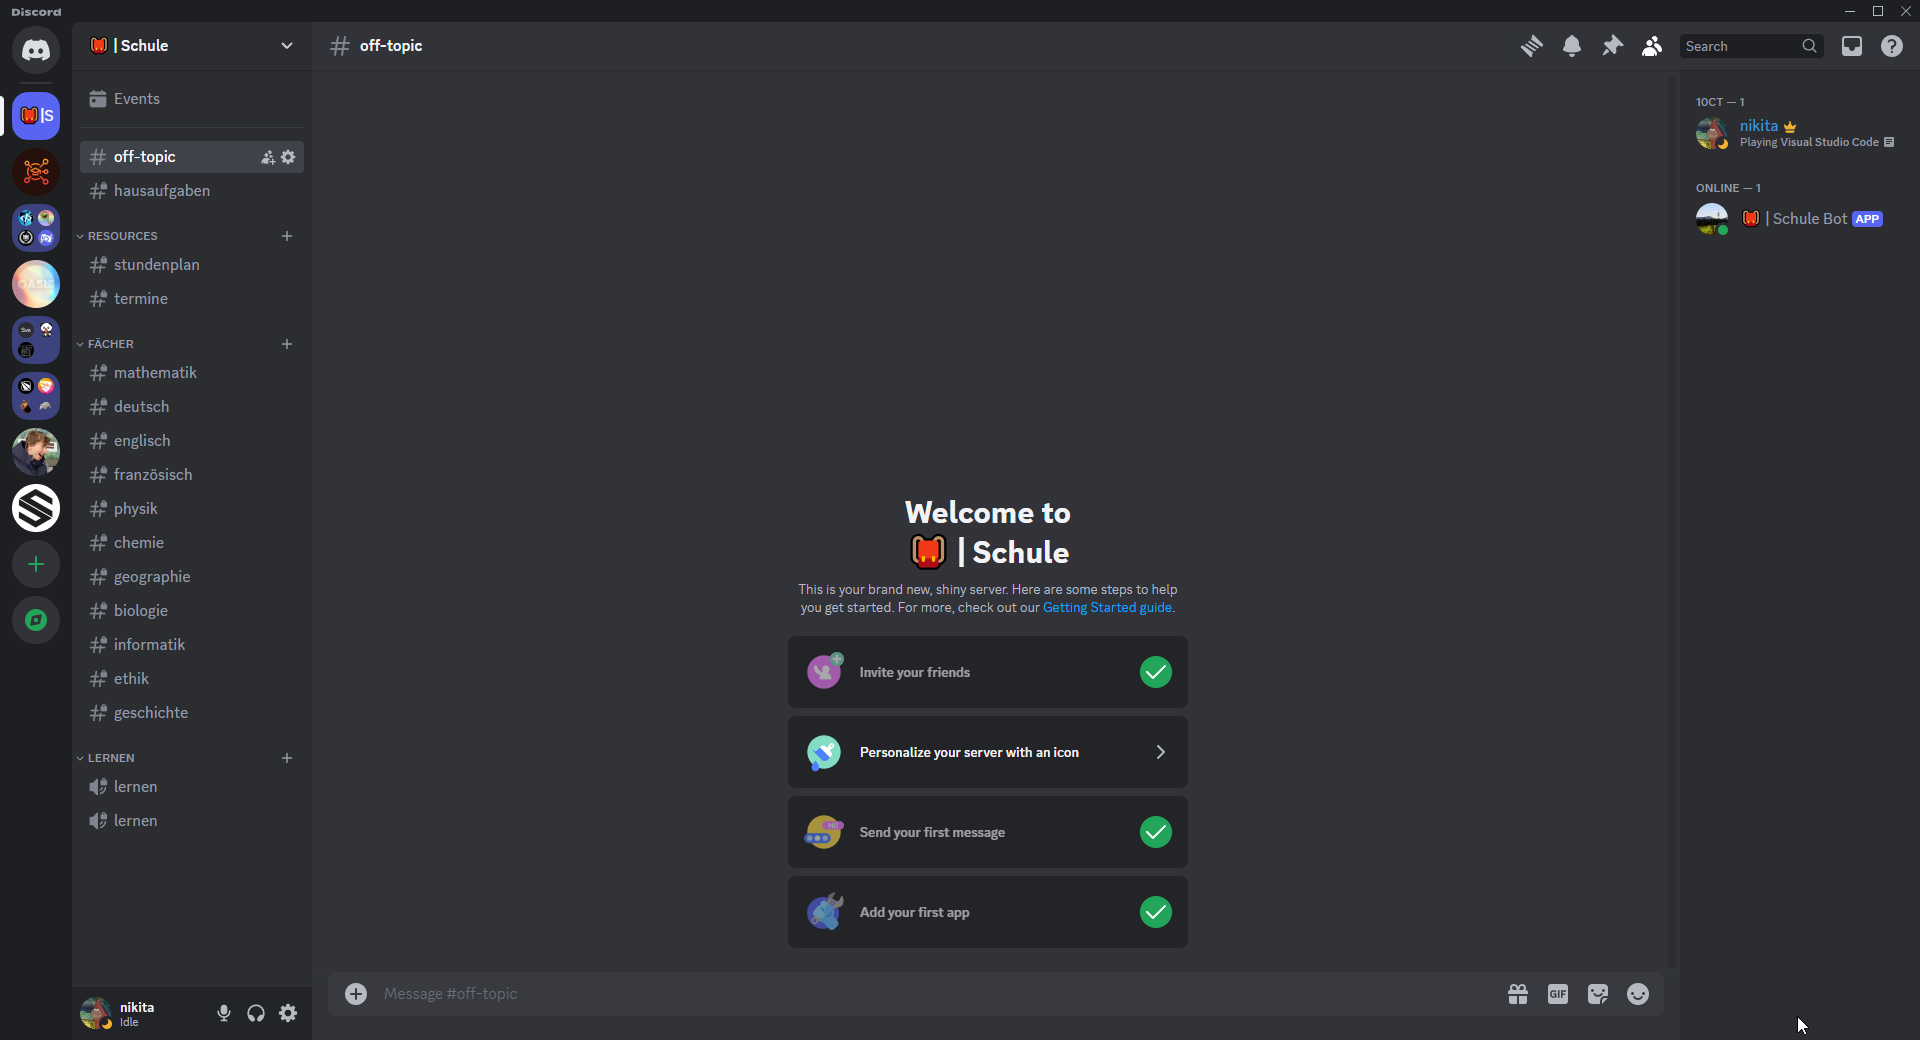 Discord
| Schule
Events
off-topic
hausaufgaben
RESOURCES
stundenplan
termine
FÄCHER
mathematik
deutsch
englisch
französisch
physik
chemie
geographie
biologie
informatik
ethik
geschichte
LERNEN
lernen
lernen
nikita
Idle
|S
OASIS
off-topic
Search
Welcome to
| Schule
This is your brand new, shiny server. Here are some steps to help
you get started. For more, check out our Getting Started guide.
Invite your friends
Personalize your server with an icon
Send your first message
Add your first app
Message #off-topic
GIF
10CT — 1
nikita
Playing Visual Studio Code
ONLINE — 1
| Schule Bot APP